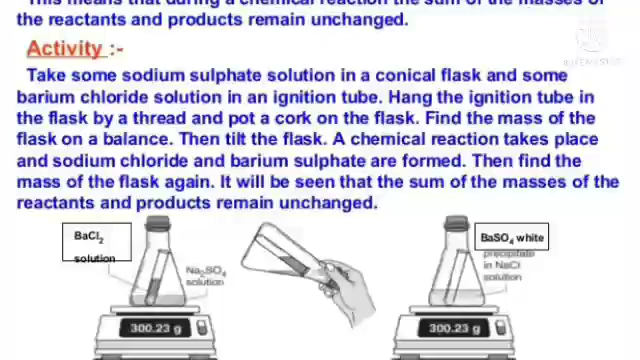 This means that during a chemical reaction the sum of the masses of
the reactants and products remain unchanged.
Activity :-
Take some sodium sulphate solution in a conical flask and some
barium chloride solution in an ignition tube. Hang the ignition tube in
the flask by a thread and pot a cork on the flask. Find the mass of the
flask on a balance. Then tilt the flask. A chemical reaction takes place
and sodium chloride and barium sulphate are formed. Then find the
mass of the flask again. It will be seen that the sum of the masses of the
reactants and products remain unchanged.
BaCl2
solution
Na2SO4
solution
300.23 g
BaSO4 white
precipitate
in NaCl
solution
300.23 g